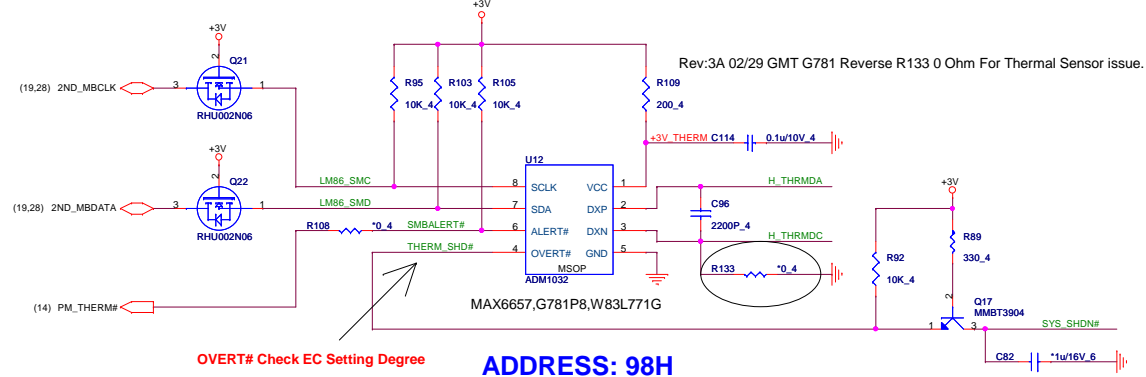 +3V
+3V
Rev:3A 02/29 GMT G781 Reverse R133 0 Ohm For Thermal Sensor issue.
2
Q21
(19,28) 2ND_MBCLK
3
1
RHU002N06
R95
10K_4
R103
10K_4
R105
10K_4
R109
200_4
+3V_THERM
C114
0.1u/10V_4
+3V
2
Q22
(19,28) 2ND_MBDATA
3
1
RHU002N06
LM86_SMC
LM86_SMD
R108
*0_4
SMBALERT#
THERM_SHD#
U12
8
SCLK
VCC
1
7
SDA
DXP
2
6
ALERT#
DXN
3
4
OVERT#
GND
5
MSOP
ADM1032
MAX6657,G781P8,W83L771G
H_THRMDA
C96
2200P_4
H_THRMDC
R133
*0_4
+3V
R92
10K_4
R89
330_4
2
Q17
MMBT3904
1
3
SYS_SHDN#
C82
*1u/16V_6
(14) PM_THERM#
OVERT# Check EC Setting Degree
ADDRESS: 98H